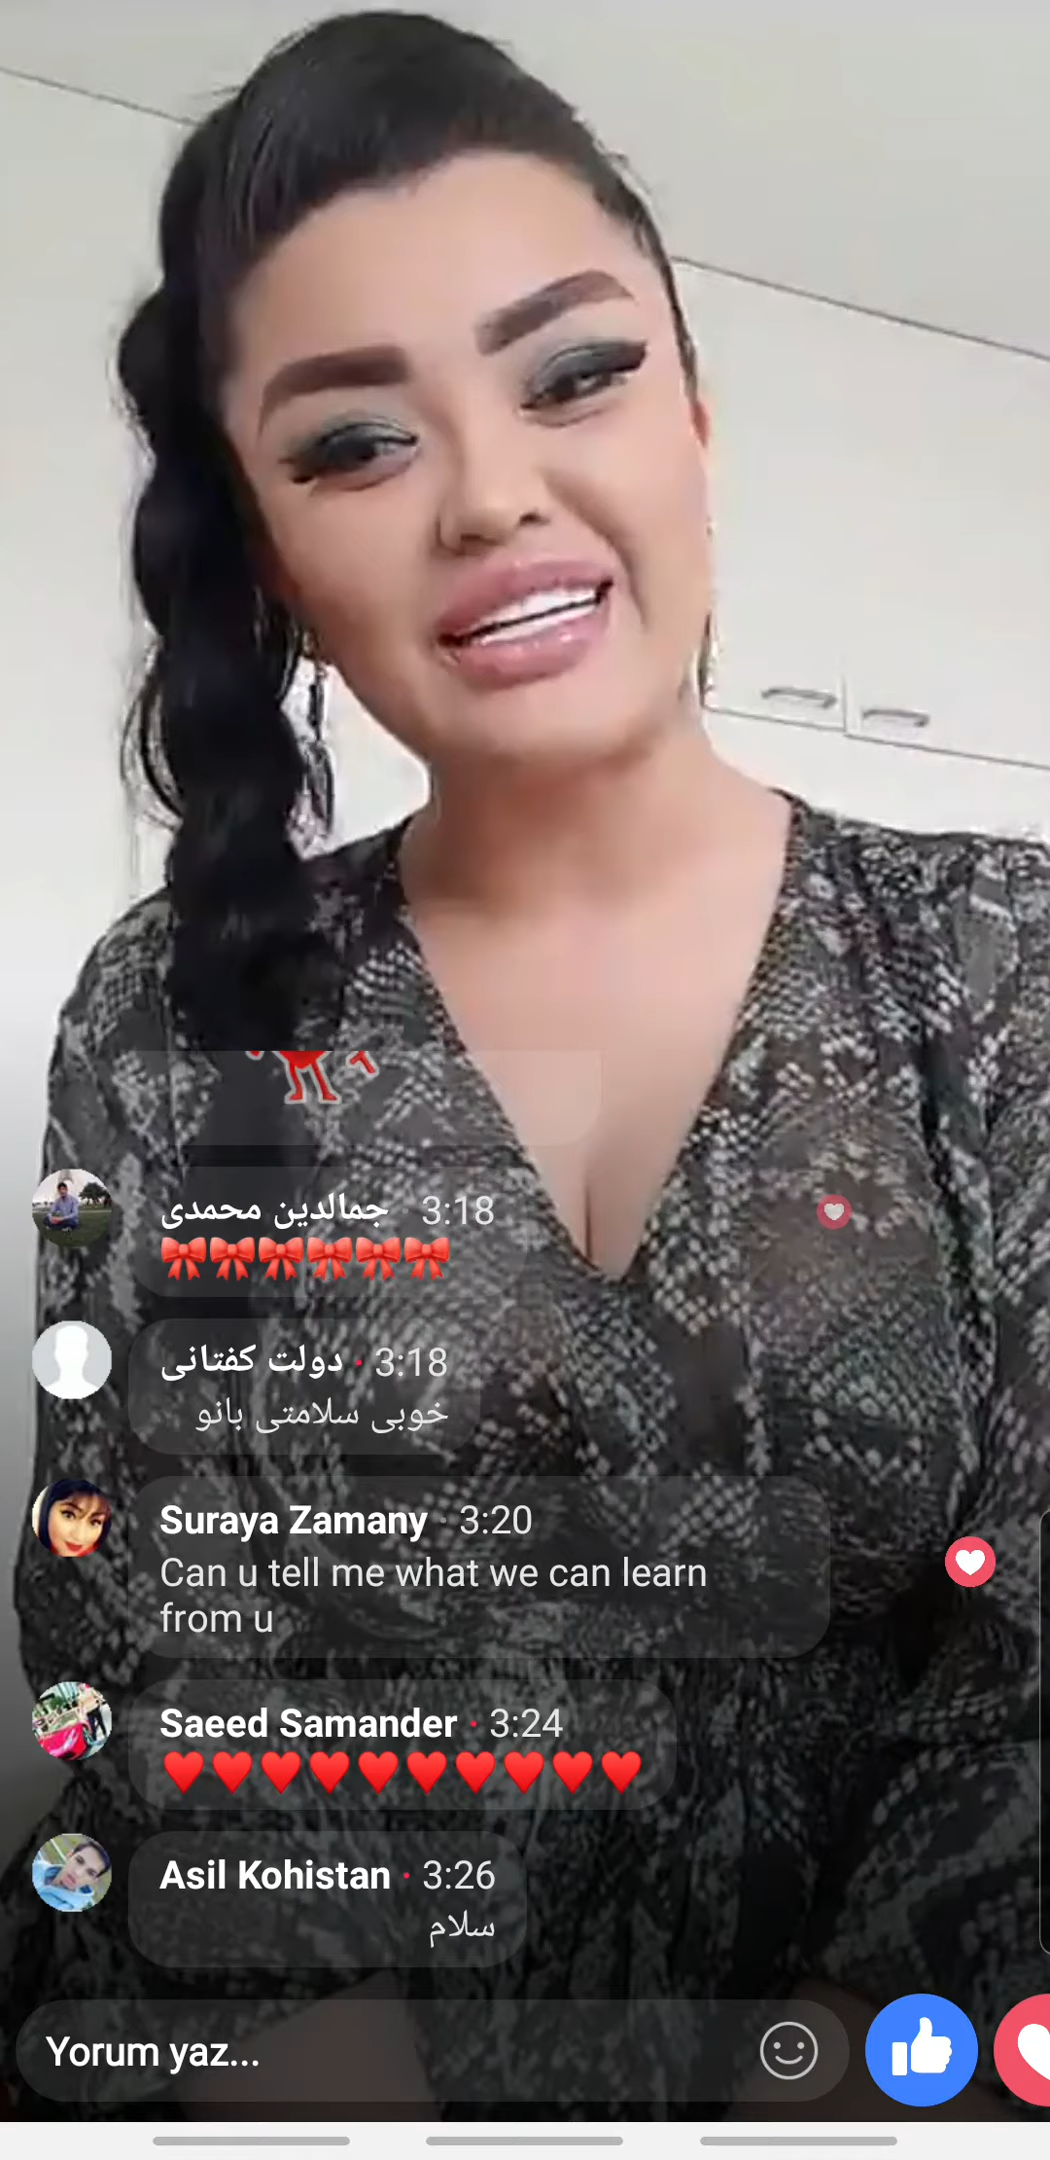 جمالدین محمدی · 3:18
🎀🎀🎀🎀🎀🎀
دولت کفتانی · 3:18
خوبی سلامتی بانو
Suraya Zamany · 3:20
Can u tell me what we can learn
from u
Saeed Samander · 3:24
♥️♥️♥️♥️♥️♥️♥️♥️♥️♥️
Asil Kohistan · 3:26
سلام
Yorum yaz...